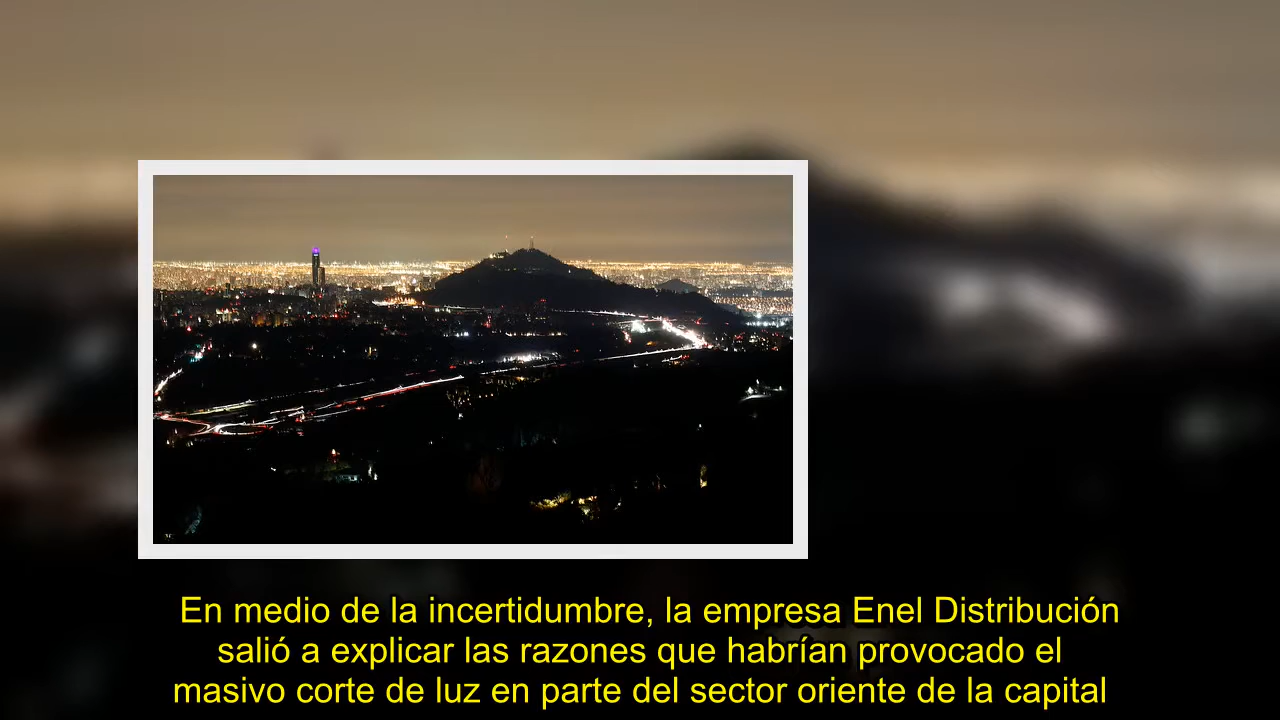 En medio de la incertidumbre, la empresa Enel Distribución
salió a explicar las razones que habrían provocado el
masivo corte de luz en parte del sector oriente de la capital